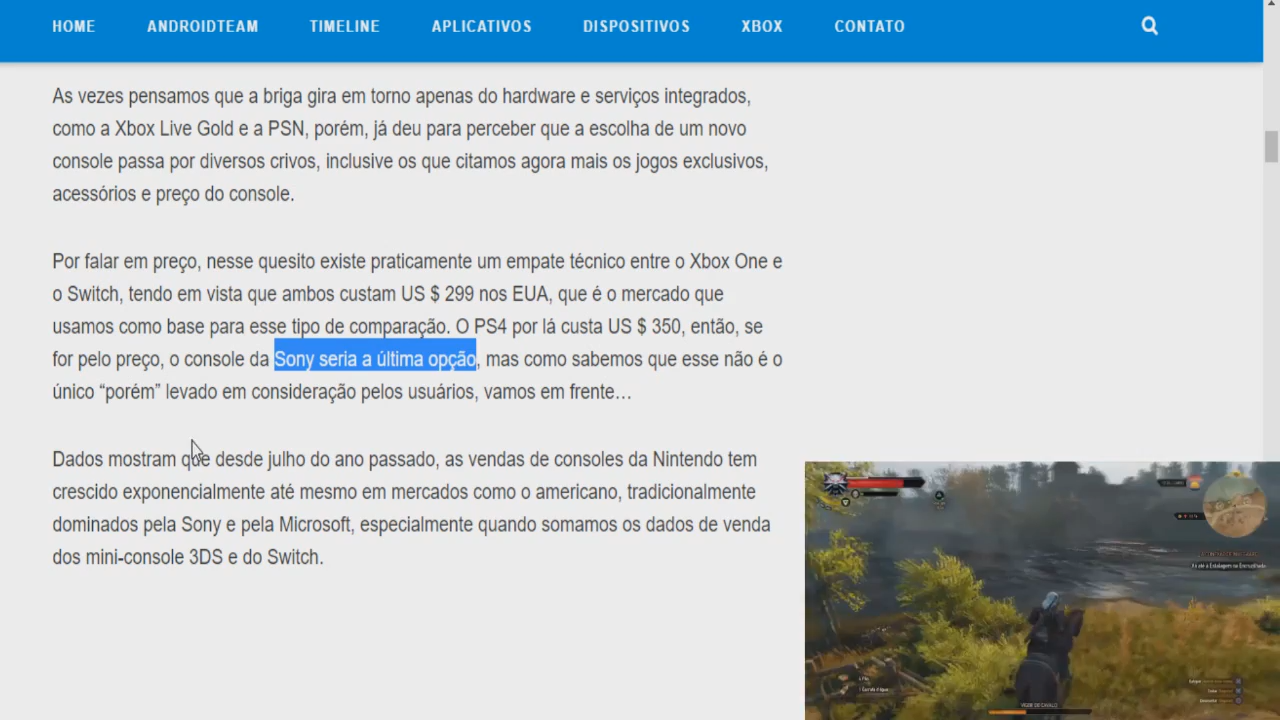 HOME ANDROIDTEAM TIMELINE APLICATIVOS DISPOSITIVOS XBOX CONTATO
As vezes pensamos que a briga gira em torno apenas do hardware e serviços integrados,
como a Xbox Live Gold e a PSN, porém, já deu para perceber que a escolha de um novo
console passa por diversos crivos, inclusive os que citamos agora mais os jogos exclusivos,
acessórios e preço do console.
Por falar em preço, nesse quesito existe praticamente um empate técnico entre o Xbox One e
o Switch, tendo em vista que ambos custam US $ 299 nos EUA, que é o mercado que
usamos como base para esse tipo de comparação. O PS4 por lá custa US $ 350, então, se
for pelo preço, o console da Sony seria a última opção, mas como sabemos que esse não é o
único “porém” levado em consideração pelos usuários, vamos em frente…
Dados mostram que desde julho do ano passado, as vendas de consoles da Nintendo tem
crescido exponencialmente até mesmo em mercados como o americano, tradicionalmente
dominados pela Sony e pela Microsoft, especialmente quando somamos os dados de venda
dos mini-console 3DS e do Switch.